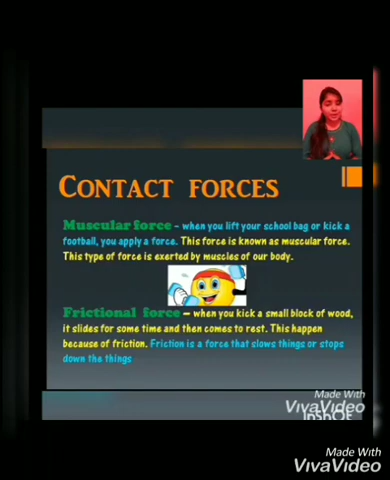 CONTACT FORCES
Muscular force – when you lift your school bag or kick a
football, you apply a force. This force is known as muscular force.
This type of force is exerted by muscles of our body.
Frictional force – when you kick a small block of wood,
it slides for some time and then comes to rest. This happen
because of friction. Friction is a force that slows things or stops
down the things
Made With
VivaVideo
InShOt
Made With
VivaVideo